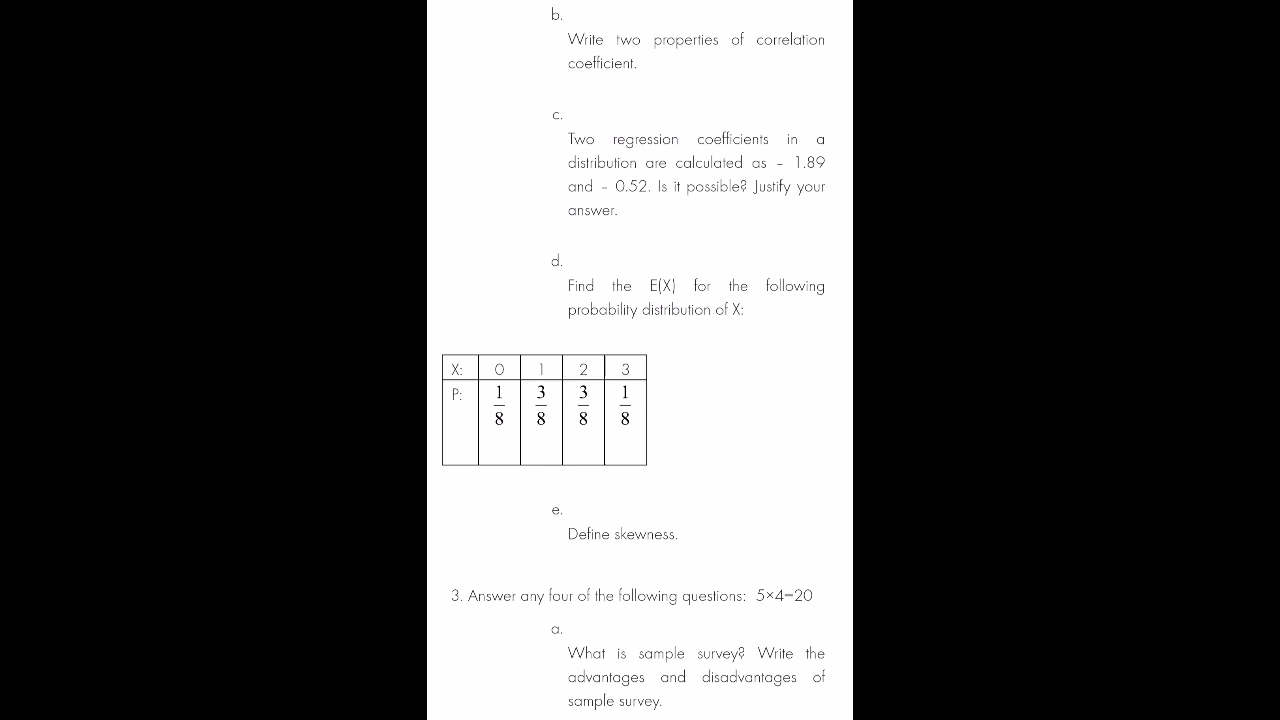 b.
Write two properties of correlation
coefficient.
c.
Two regression coefficients in a
distribution are calculated as – 1.89
and – 0.52. Is it possible? Justify your
answer.
d.
Find the E(X) for the following
probability distribution of X:
X: 0 1 2 3
P: 1/8 3/8 3/8 1/8
e.
Define skewness.
3. Answer any four of the following questions: 5×4=20
a.
What is sample survey? Write the
advantages and disadvantages of
sample survey.